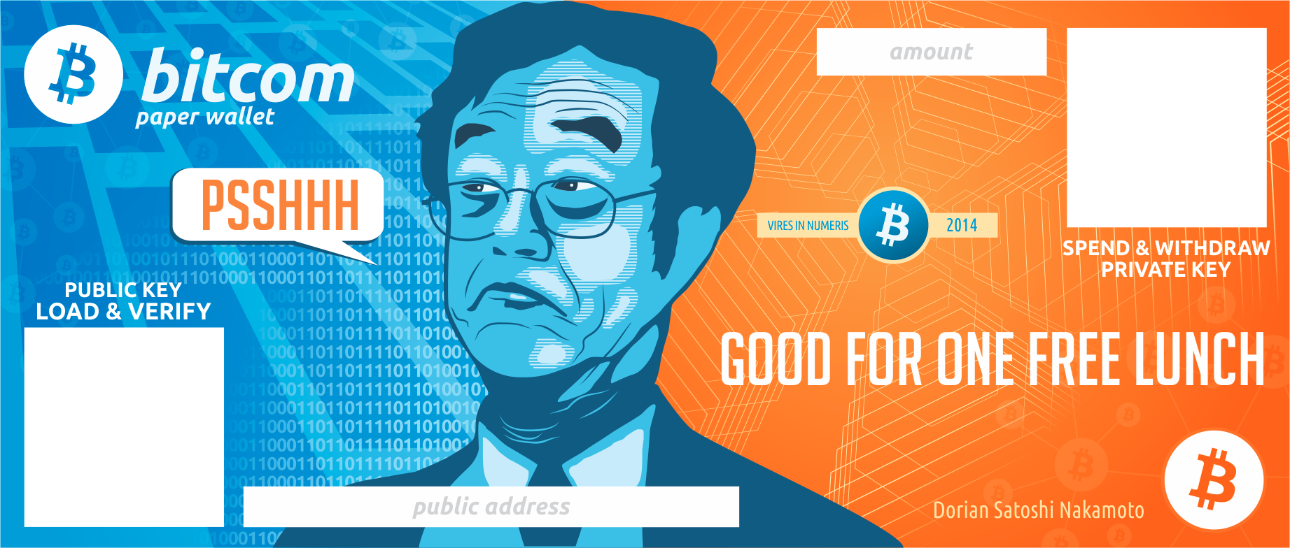 bitcom
paper wallet
PSSHHH
PUBLIC KEY
LOAD & VERIFY
public address
amount
VIRES IN NUMERIS
2014
SPEND & WITHDRAW
PRIVATE KEY
GOOD FOR ONE FREE LUNCH
Dorian Satoshi Nakamoto